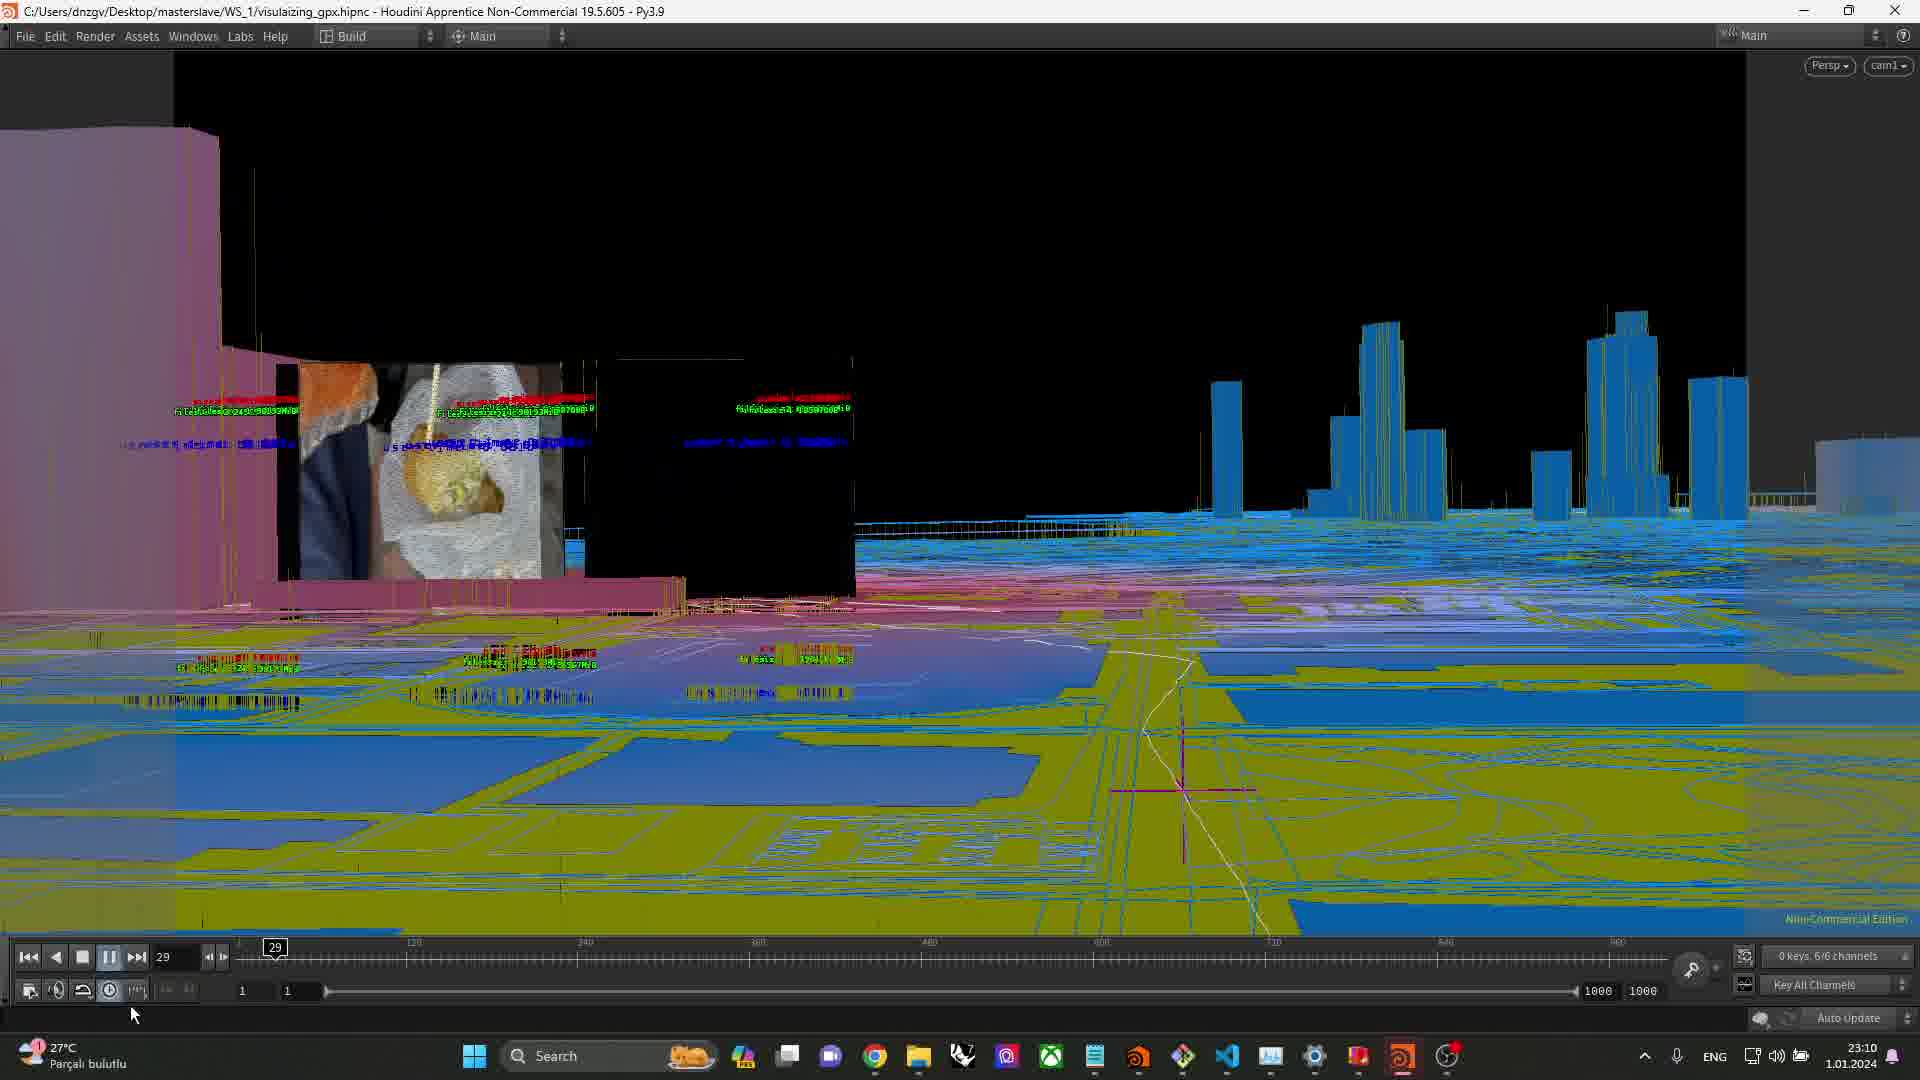 C:/Users/dnzgv/Desktop/masterslave/WS_1/visulaizing_gpx.hipnc - Houdini Apprentice Non-Commercial 19.5.605 - Py3.9
File Edit Render Assets Windows Labs Help Build Main Main
Persp cam1
Non-Commercial Edition
29 29 1 120 240 360 480 600 720 840 960 0 keys, 6/6 channels
1 1 1000 1000 Key All Channels
Auto Update
27°C
Parçalı bulutlu
Search
ENG
23:10
1.01.2024